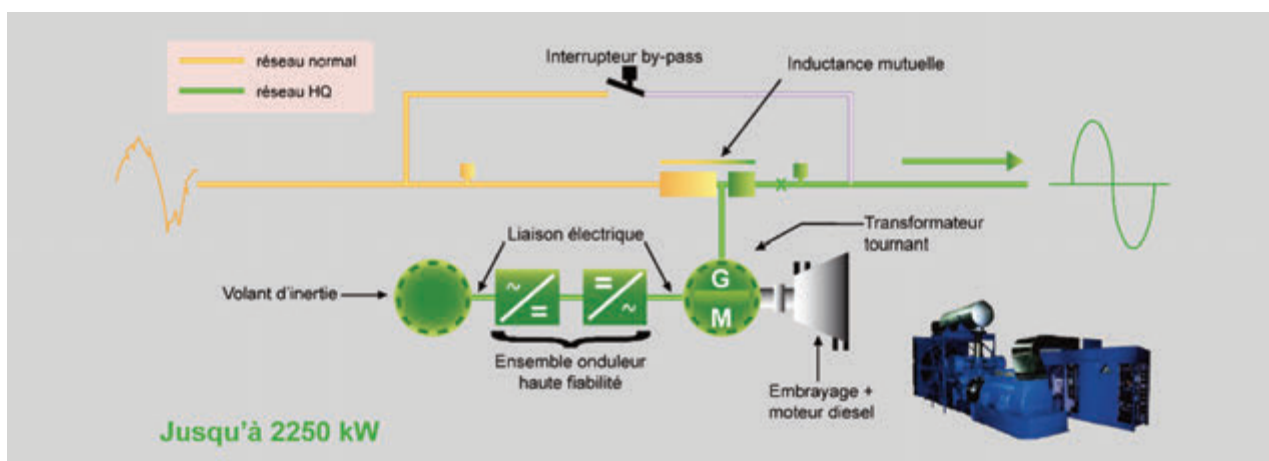 réseau normal
réseau HQ
Interrupteur by-pass
Inductance mutuelle
Liaison électrique
Transformateur
tournant
Volant d'inertie
G
M
~
=
=
~
Ensemble onduleur
haute fiabilité
Embrayage +
moteur diesel
Jusqu'à 2250 kW